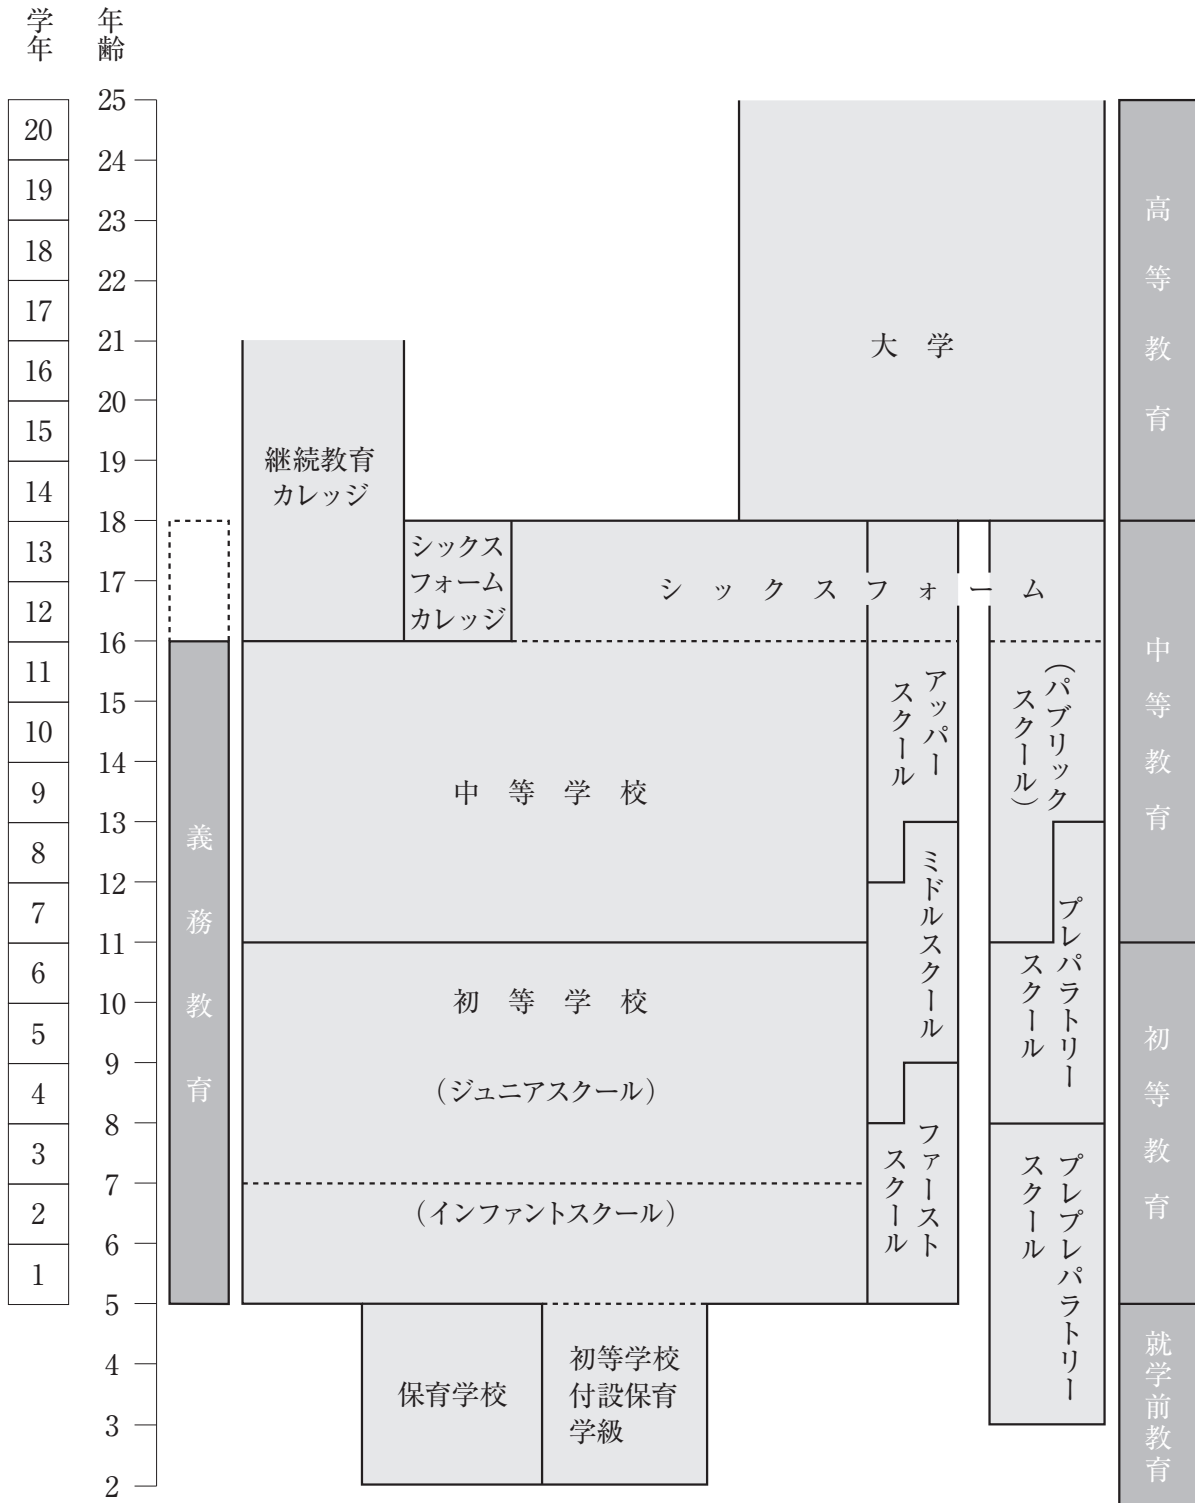 学年
年齢
25
20
24
19
23
18
22
17
21
16
20
15
19
14
18
13
17
12
16
11
15
10
14
9
13
8
12
7
11
6
10
5
9
4
8
3
7
2
6
1
5
4
3
2
義務教育
継続教育
カレッジ
シックス
フォーム
カレッジ
シックスフォーム
大学
中等学校
初等学校
(ジュニアスクール)
(インファントスクール)
保育学校
初等学校
付設保育
学級
アッパー
スクール
ミドルスクール
ファースト
スクール
(パブリック
スクール)
プレパラトリー
スクール
プレプレパラトリー
スクール
高等教育
中等教育
初等教育
就学前教育